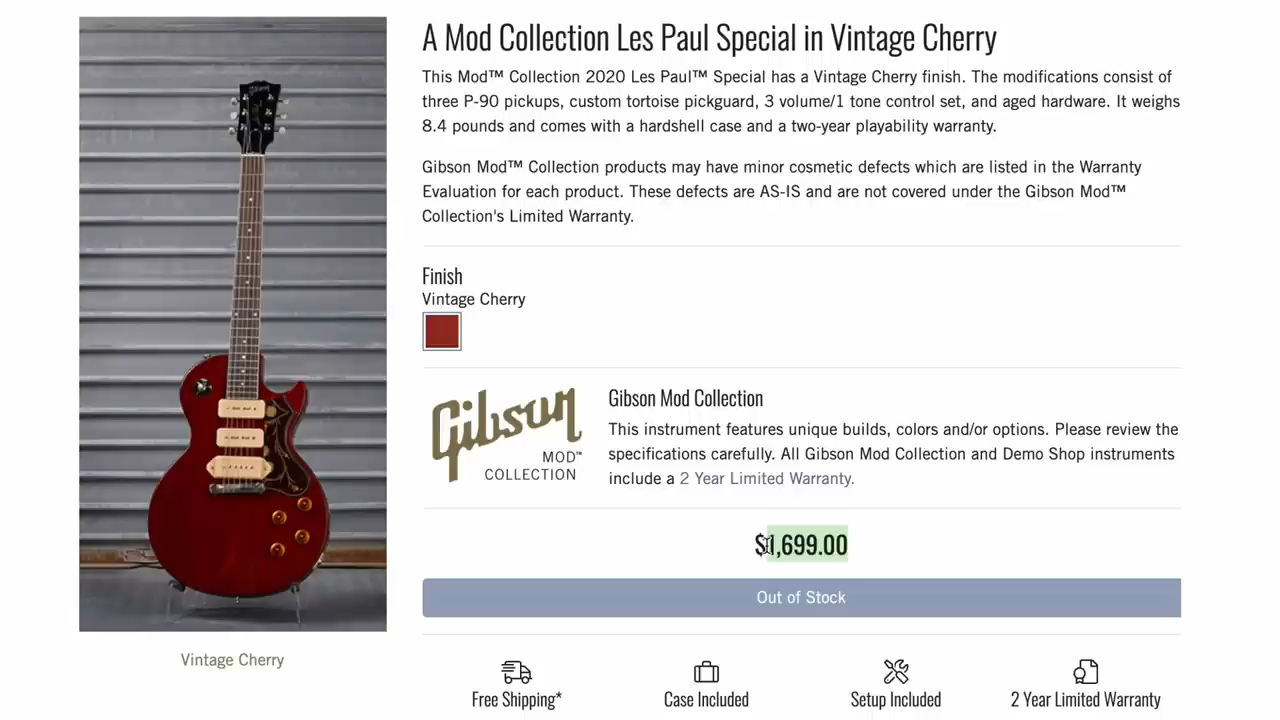 A Mod Collection Les Paul Special in Vintage Cherry
This Mod™ Collection 2020 Les Paul™ Special has a Vintage Cherry finish. The modifications consist of
three P-90 pickups, custom tortoise pickguard, 3 volume/1 tone control set, and aged hardware. It weighs
8.4 pounds and comes with a hardshell case and a two-year playability warranty.
Gibson Mod™ Collection products may have minor cosmetic defects which are listed in the Warranty
Evaluation for each product. These defects are AS-IS and are not covered under the Gibson Mod™
Collection's Limited Warranty.
Finish
Vintage Cherry
Gibson
MOD™
COLLECTION
Gibson Mod Collection
This instrument features unique builds, colors and/or options. Please review the
specifications carefully. All Gibson Mod Collection and Demo Shop instruments
include a 2 Year Limited Warranty.
$1,699.00
Out of Stock
Vintage Cherry
Free Shipping*
Case Included
Setup Included
2 Year Limited Warranty